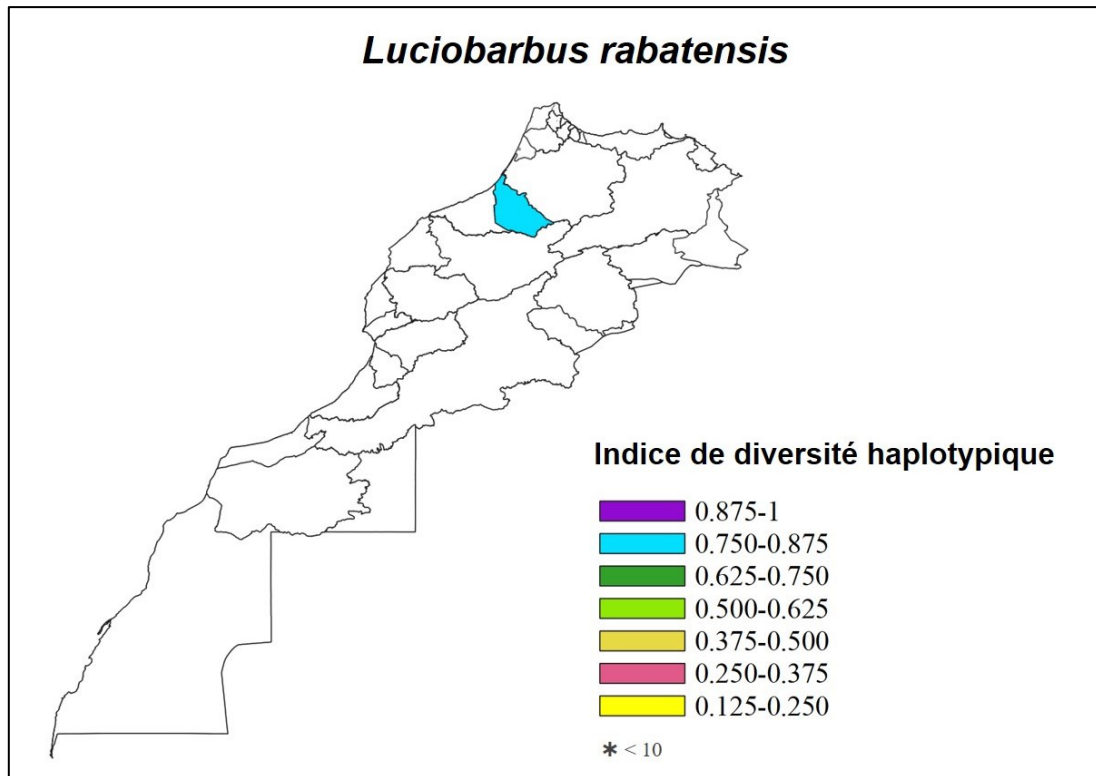 Luciobarbus rabatensis
Indice de diversité haplotypique
0.875-1
0.750-0.875
0.625-0.750
0.500-0.625
0.375-0.500
0.250-0.375
0.125-0.250
* < 10